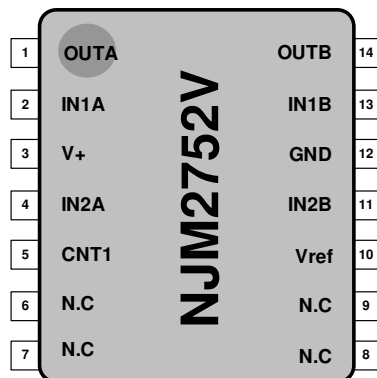 1 OUTA OUTB 14
2 IN1A IN1B 13
3 V+ GND 12
4 IN2A IN2B 11
5 CNT1 Vref 10
6 N.C N.C 9
7 N.C N.C 8
NJM2752V